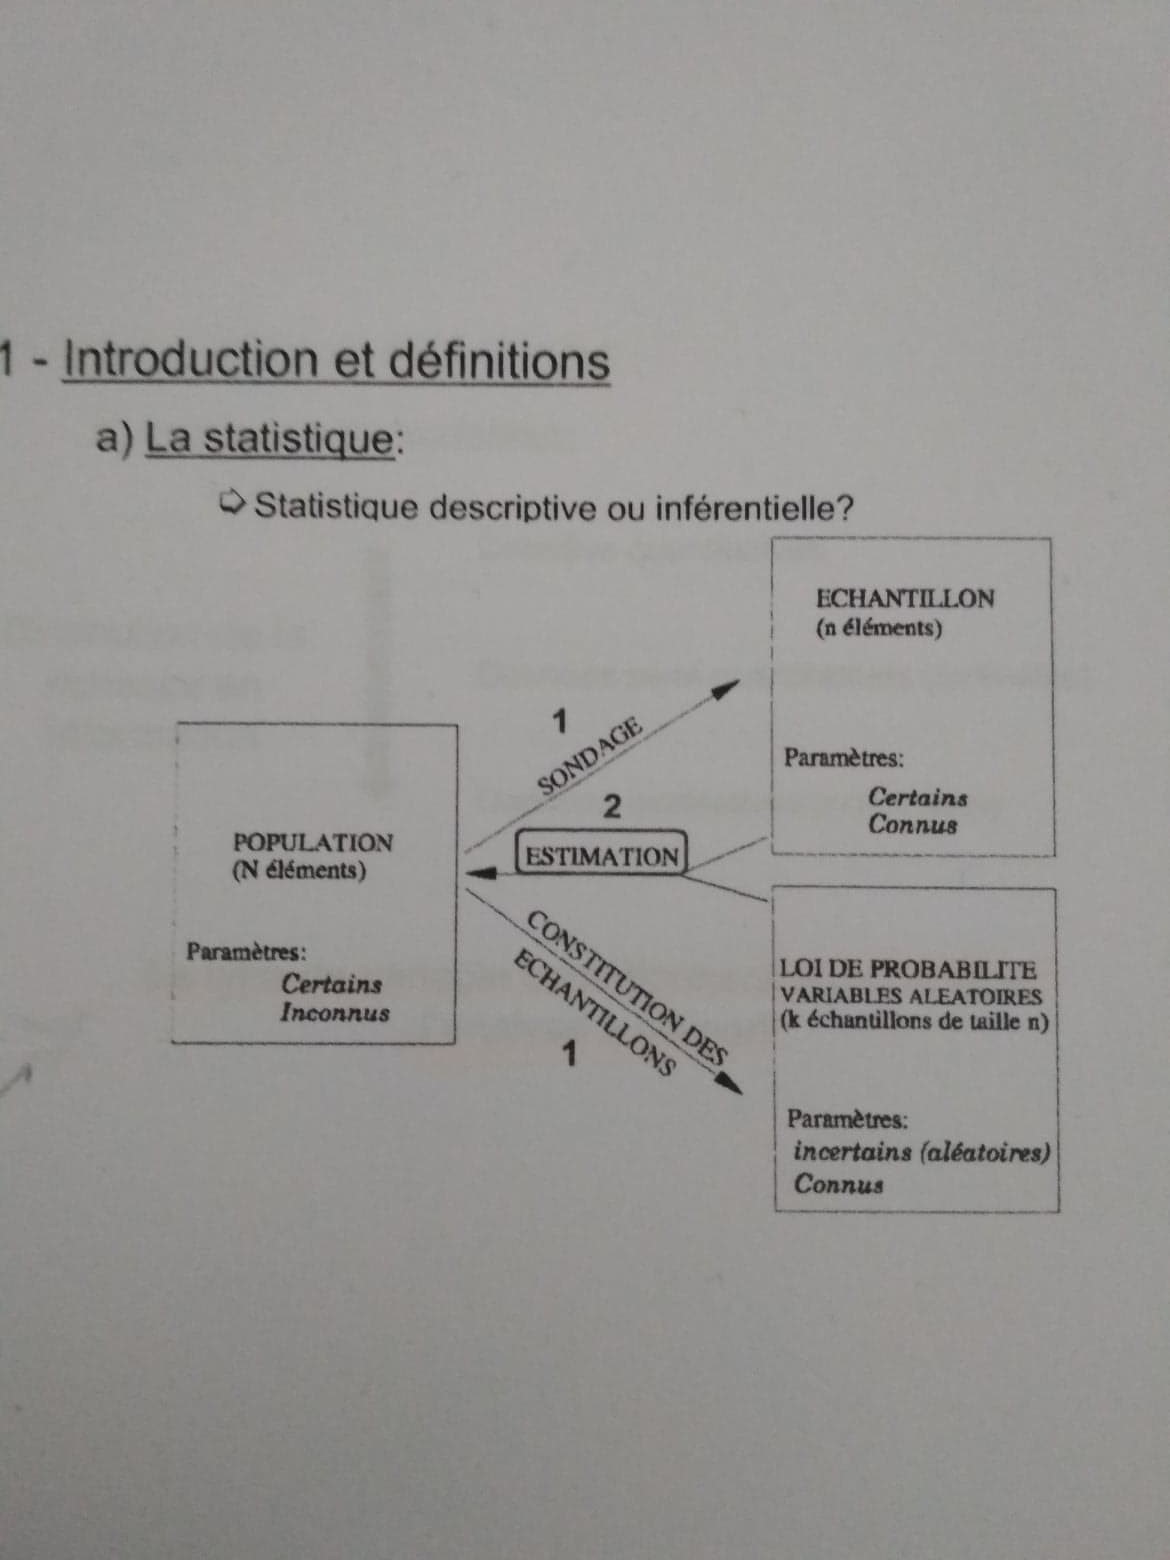 1 - Introduction et définitions
a) La statistique:
Statistique descriptive ou inférentielle?
ECHANTILLON
(n éléments)
Paramètres:
Certains
Connus
1
SONDAGE
2
ESTIMATION
POPULATION
(N éléments)
Paramètres:
Certains
Inconnus
CONSTITUTION DES
ECHANTILLONS
1
LOI DE PROBABILITE
VARIABLES ALEATOIRES
(k échantillons de taille n)
Paramètres:
incertains (aléatoires)
Connus